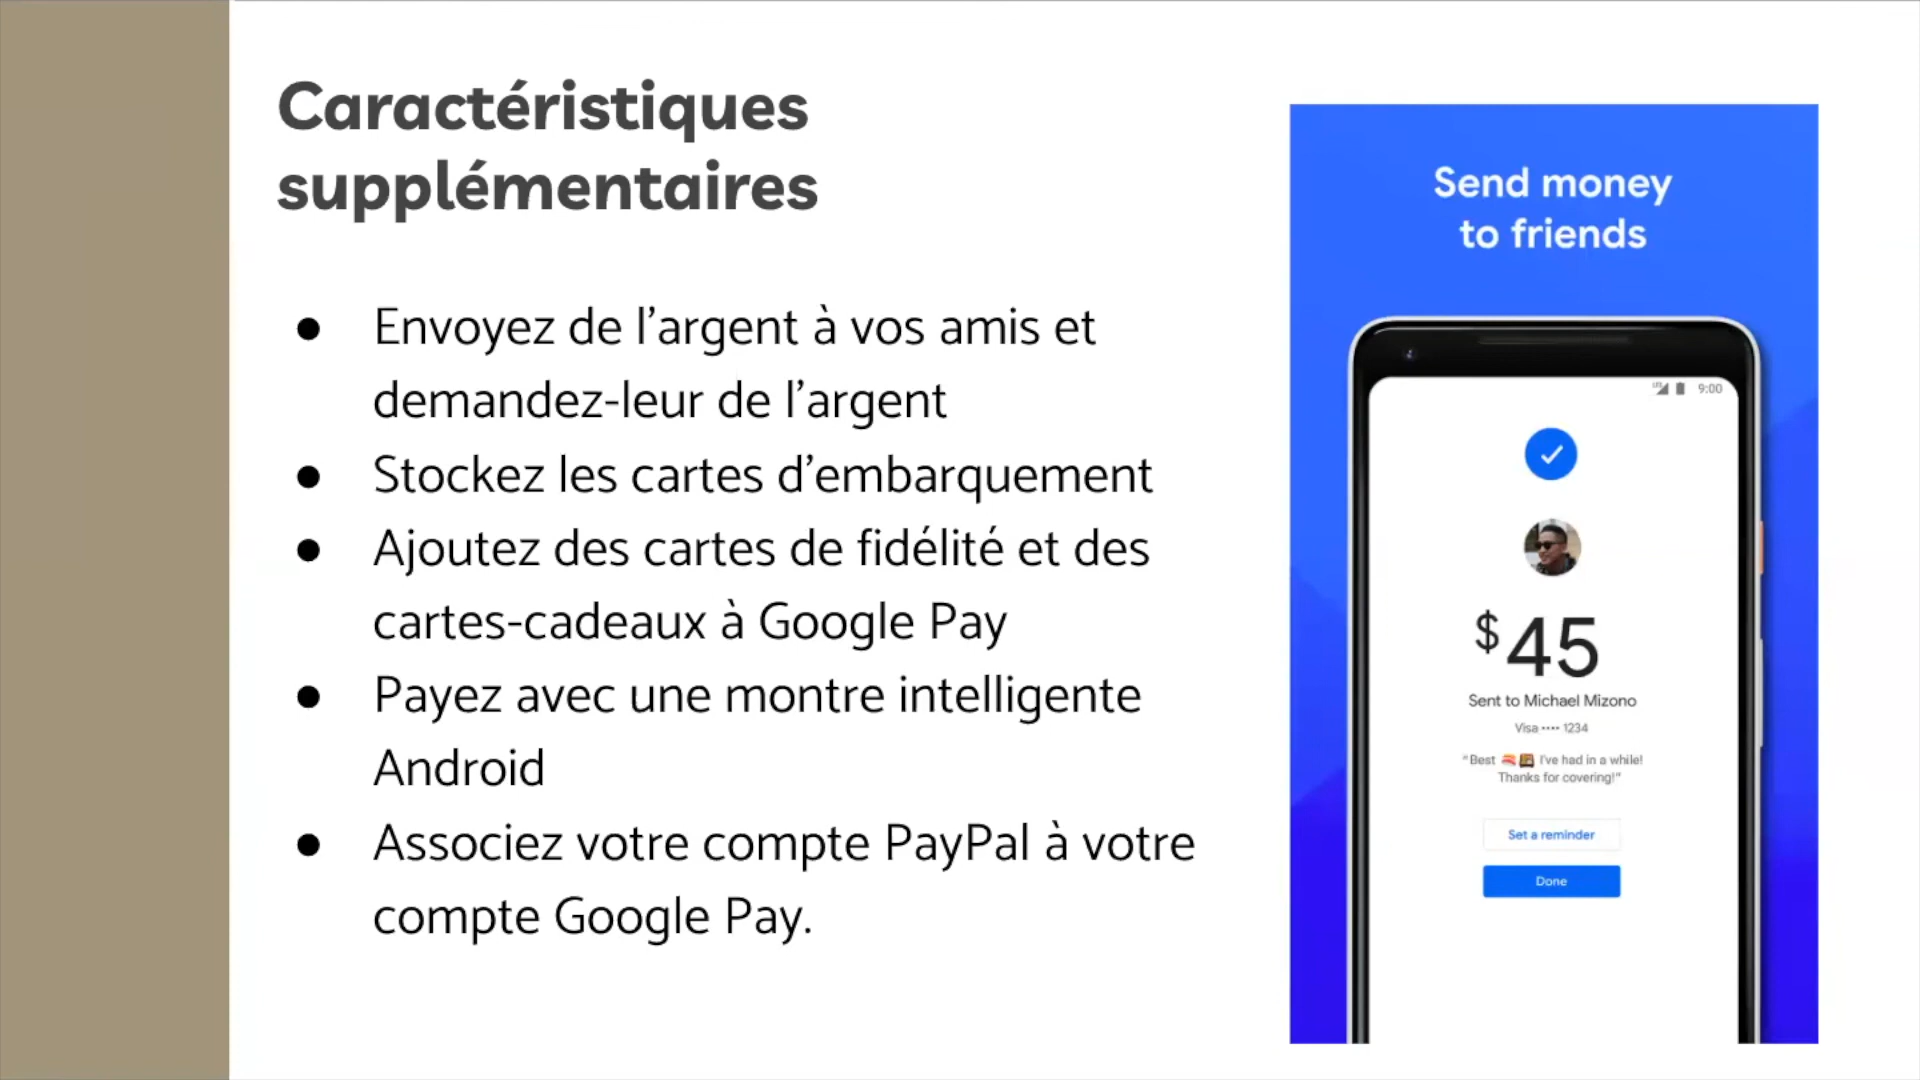 Caractéristiques
supplémentaires
● Envoyez de l’argent à vos amis et
demandez-leur de l’argent
● Stockez les cartes d’embarquement
● Ajoutez des cartes de fidélité et des
cartes-cadeaux à Google Pay
● Payez avec une montre intelligente
Android
● Associez votre compte PayPal à votre
compte Google Pay.
Send money
to friends
LTE 9:00
$45
Sent to Michael Mizono
Visa •••• 1234
“Best 🍣🍱 I've had in a while!
Thanks for covering!”
Set a reminder
Done